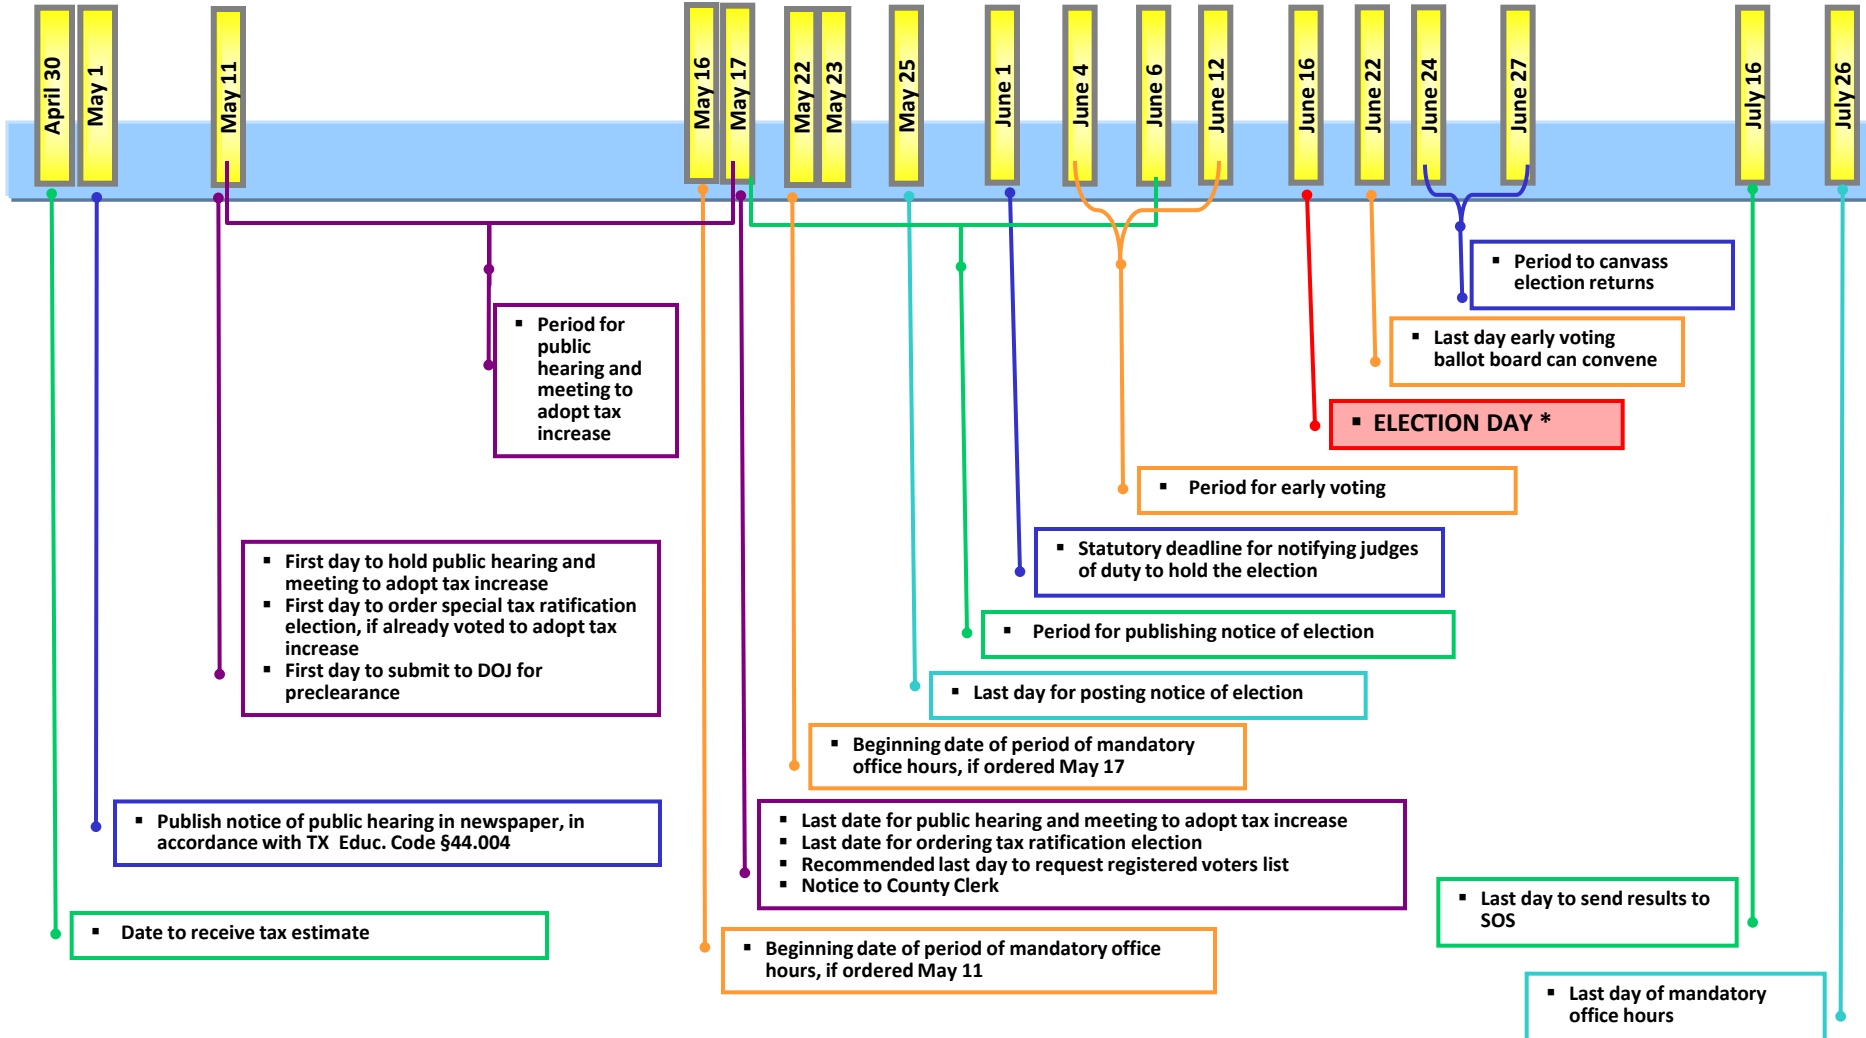 April 30
May 1
May 11
May 16
May 17
May 22
May 23
May 25
June 1
June 4
June 6
June 12
June 16
June 22
June 24
June 27
July 16
July 26
▪ Period to canvass
election returns
▪ Period for
public
hearing and
meeting to
adopt tax
increase
▪ Last day early voting
ballot board can convene
▪ ELECTION DAY *
▪ Period for early voting
▪ Statutory deadline for notifying judges
of duty to hold the election
▪ First day to hold public hearing and
meeting to adopt tax increase
▪ First day to order special tax ratification
election, if already voted to adopt tax
increase
▪ First day to submit to DOJ for
preclearance
▪ Period for publishing notice of election
▪ Last day for posting notice of election
▪ Beginning date of period of mandatory
office hours, if ordered May 17
▪ Publish notice of public hearing in newspaper, in
accordance with TX Educ. Code §44.004
▪ Last date for public hearing and meeting to adopt tax increase
▪ Last date for ordering tax ratification election
▪ Recommended last day to request registered voters list
▪ Notice to County Clerk
▪ Last day to send results to
SOS
▪ Date to receive tax estimate
▪ Beginning date of period of mandatory office
hours, if ordered May 11
▪ Last day of mandatory
office hours